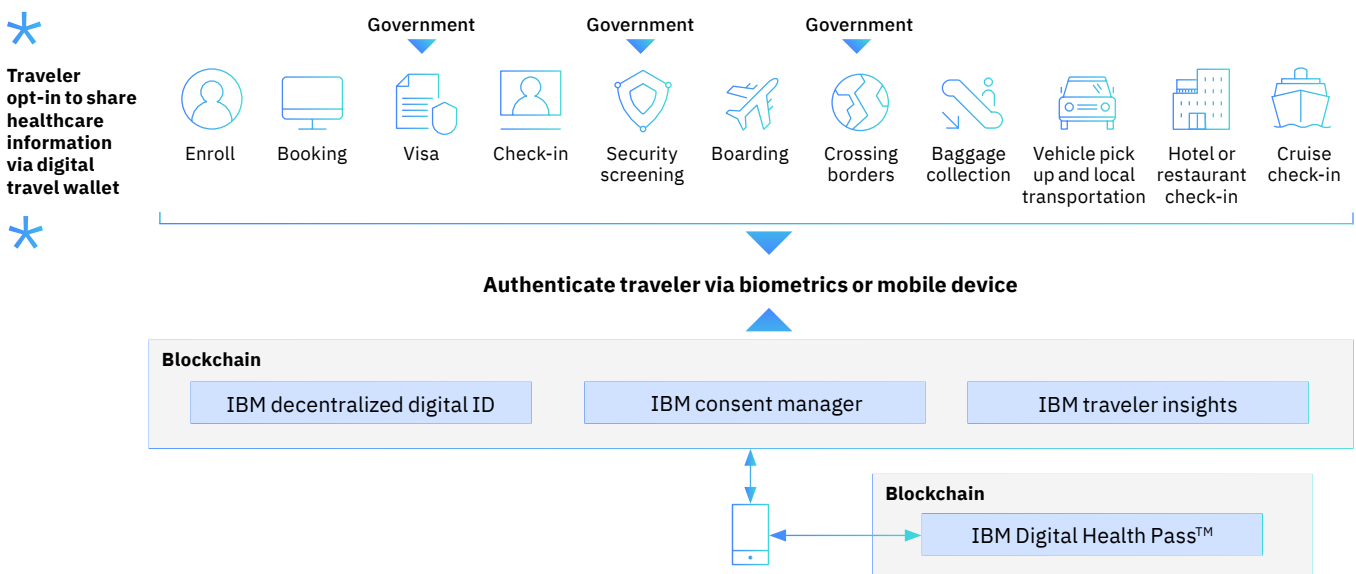 Government
Government
Government
Traveler
opt-in to share
healthcare
information
via digital
travel wallet
Enroll
Booking
Visa
Check-in
Security
screening
Boarding
Crossing
borders
Baggage
collection
Vehicle pick
up and local
transportation
Hotel or
restaurant
check-in
Cruise
check-in
Authenticate traveler via biometrics or mobile device
Blockchain
IBM decentralized digital ID
IBM consent manager
IBM traveler insights
Blockchain
IBM Digital Health Pass™